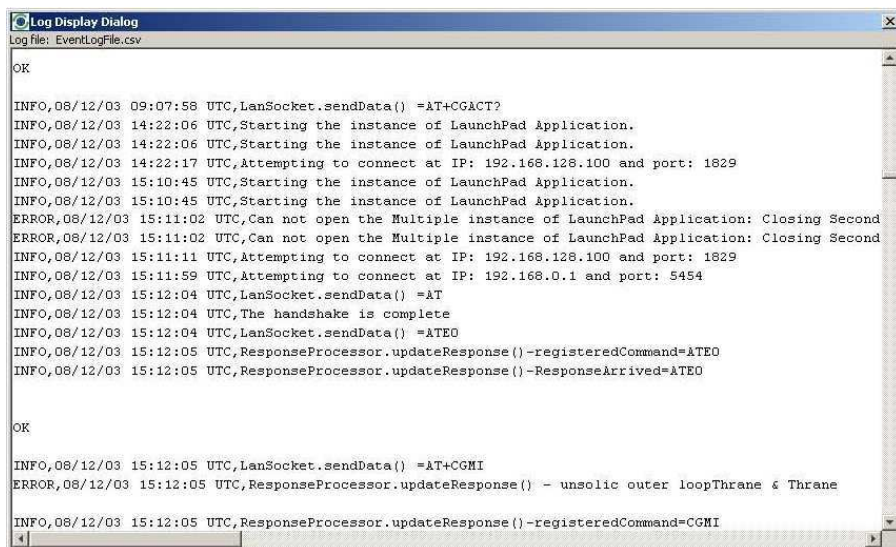 Log Display Dialog
Log file: EventLogFile.csv
OK
INFO,08/12/03 09:07:58 UTC,LanSocket.sendData() =AT+CGACT?
INFO,08/12/03 14:22:06 UTC,Starting the instance of LaunchPad Application.
INFO,08/12/03 14:22:06 UTC,Starting the instance of LaunchPad Application.
INFO,08/12/03 14:22:17 UTC,Attempting to connect at IP: 192.168.128.100 and port: 1829
INFO,08/12/03 15:10:45 UTC,Starting the instance of LaunchPad Application.
INFO,08/12/03 15:10:45 UTC,Starting the instance of LaunchPad Application.
ERROR,08/12/03 15:11:02 UTC,Can not open the Multiple instance of LaunchPad Application: Closing Second
ERROR,08/12/03 15:11:02 UTC,Can not open the Multiple instance of LaunchPad Application: Closing Second
INFO,08/12/03 15:11:11 UTC,Attempting to connect at IP: 192.168.128.100 and port: 1829
INFO,08/12/03 15:11:59 UTC,Attempting to connect at IP: 192.168.0.1 and port: 5454
INFO,08/12/03 15:12:04 UTC,LanSocket.sendData() =AT
INFO,08/12/03 15:12:04 UTC,The handshake is complete
INFO,08/12/03 15:12:04 UTC,LanSocket.sendData() =ATE0
INFO,08/12/03 15:12:05 UTC,ResponseProcessor.updateResponse()-registeredCommand=ATE0
INFO,08/12/03 15:12:05 UTC,ResponseProcessor.updateResponse()-ResponseArrived=ATE0
OK
INFO,08/12/03 15:12:05 UTC,LanSocket.sendData() =AT+CGMI
ERROR,08/12/03 15:12:05 UTC,ResponseProcessor.updateResponse() - unsolic outer loopThrane & Thrane
INFO,08/12/03 15:12:05 UTC,ResponseProcessor.updateResponse()-registeredCommand=CGMI